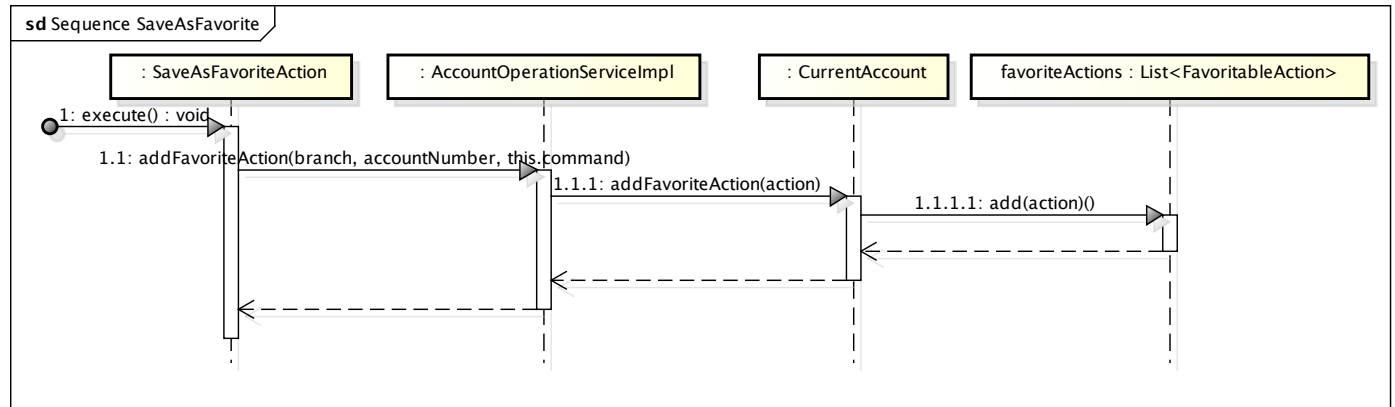 sd Sequence SaveAsFavorite
: SaveAsFavoriteAction
: AccountOperationServiceImpl
: CurrentAccount
favoriteActions : List<FavoritableAction>
1: execute() : void
1.1: addFavoriteAction(branch, accountNumber, this.command)
1.1.1: addFavoriteAction(action)
1.1.1.1: add(action)()